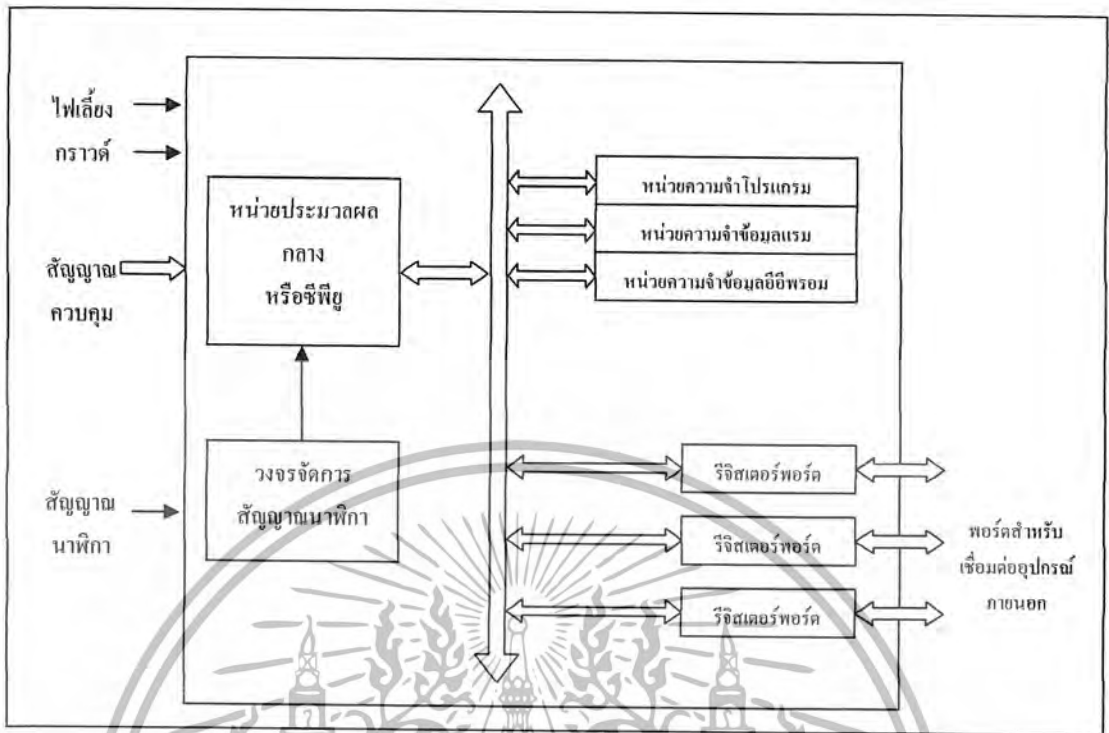 ไฟเลี้ยง
กราวด์
สัญญาณ
ควบคุม
สัญญาณ
นาฬิกา
หน่วยประมวลผล
กลาง
หรือซีพียู
วงจรจัดการ
สัญญาณนาฬิกา
หน่วยความจำโปรแกรม
หน่วยความจำข้อมูลแรม
หน่วยความจำข้อมูลอีอีพรอม
รีจิสเตอร์พอร์ต
รีจิสเตอร์พอร์ต
รีจิสเตอร์พอร์ต
พอร์ตสำหรับ
เชื่อมต่ออุปกรณ์
ภายนอก